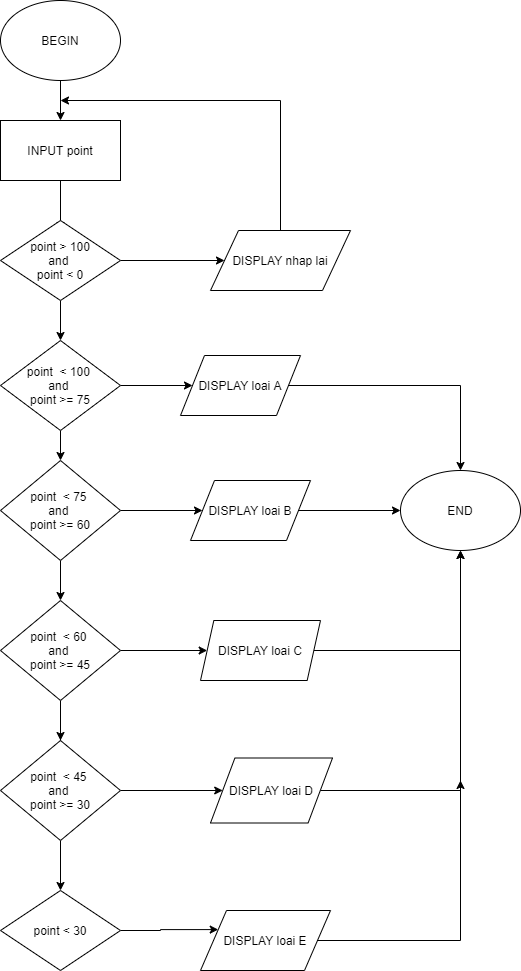 BEGIN
INPUT point
point > 100
and
point < 0
DISPLAY nhap lai
point  < 100
and
point >= 75
DISPLAY loai A
point  < 75
and
point >= 60
DISPLAY loai B
END
point  < 60
and
point >= 45
DISPLAY loai C
point  < 45
and
point >= 30
DISPLAY loai D
point < 30
DISPLAY loai E